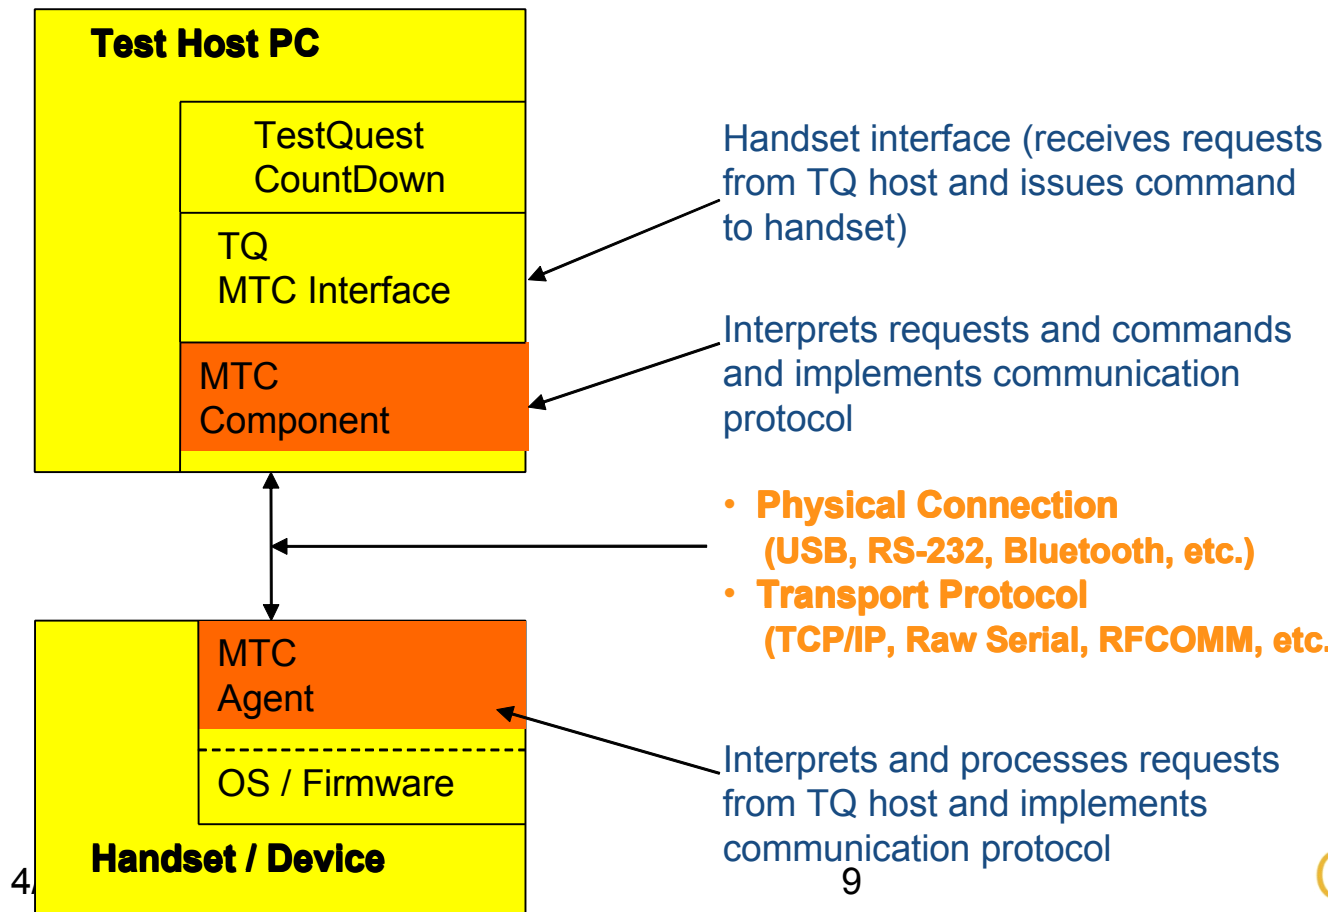 Test Host PC
TestQuest
CountDown
TQ
MTC Interface
MTC
Component
Handset interface (receives requests
from TQ host and issues command
to handset)
Interprets requests and commands
and implements communication
protocol
• Physical Connection
(USB, RS-232, Bluetooth, etc.)
• Transport Protocol
(TCP/IP, Raw Serial, RFCOMM, etc.
MTC
Agent
OS / Firmware
Handset / Device
Interprets and processes requests
from TQ host and implements
communication protocol
4/
9